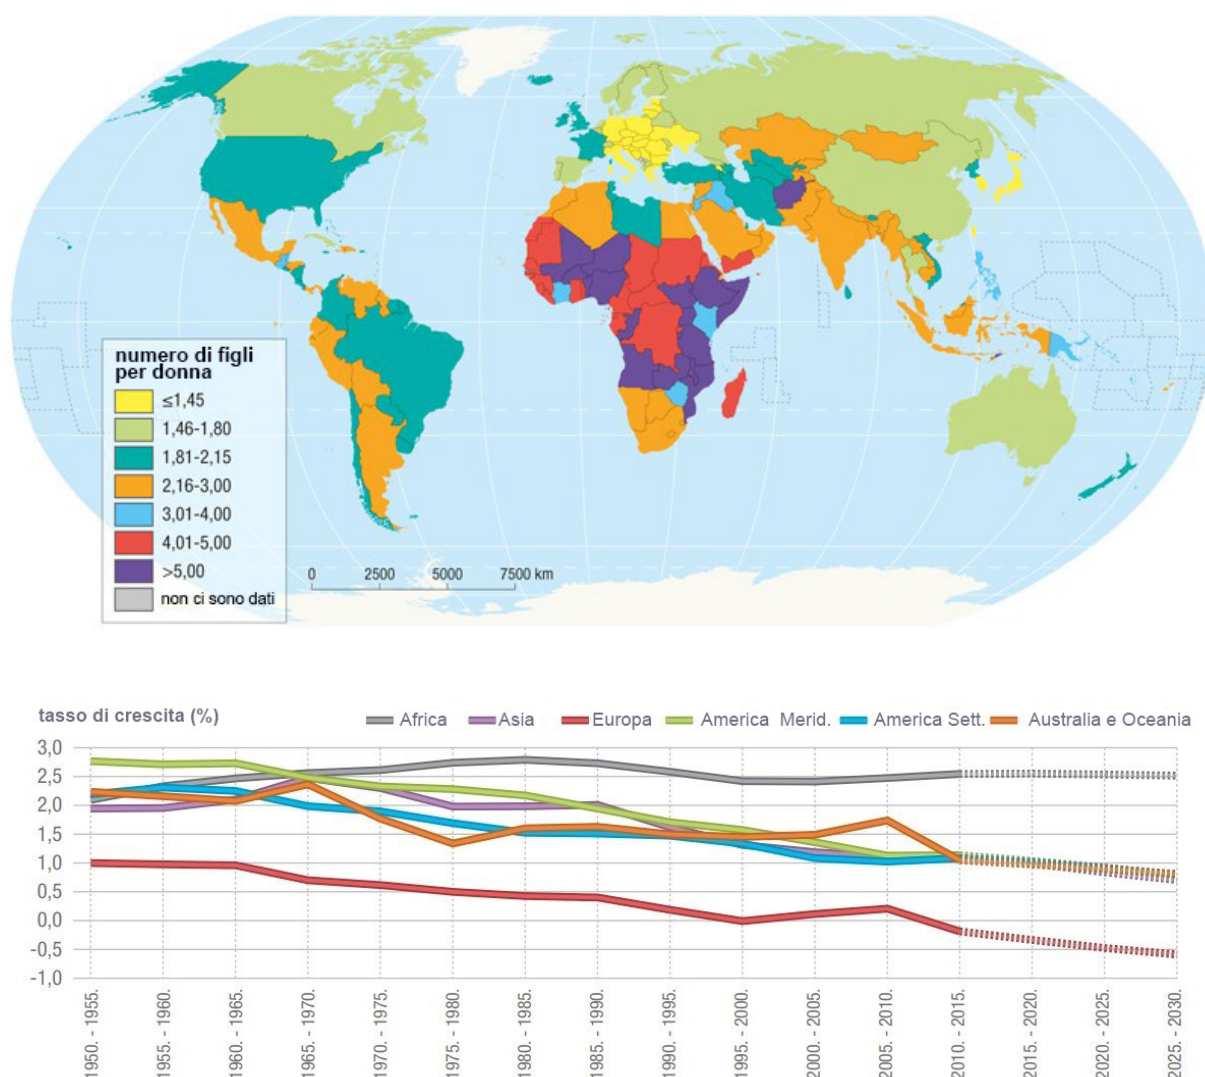 numero di figli
per donna
≤1,45
1,46-1,80
1,81-2,15
2,16-3,00
3,01-4,00
4,01-5,00
>5,00
non ci sono dati
0 2500 5000 7500 km
tasso di crescita (%)
Africa Asia Europa America Merid. America Sett. Australia e Oceania
3,0
2,5
2,0
1,5
1,0
0,5
0,0
-0,5
-1,0
1950. - 1955.
1955. - 1960.
1960. - 1965.
1965. - 1970.
1970. - 1975.
1975. - 1980.
1980. - 1985.
1985. - 1990.
1990. - 1995.
1995. - 2000.
2000. - 2005.
2005. - 2010.
2010. - 2015.
2015. - 2020.
2020. - 2025.
2025. - 2030.